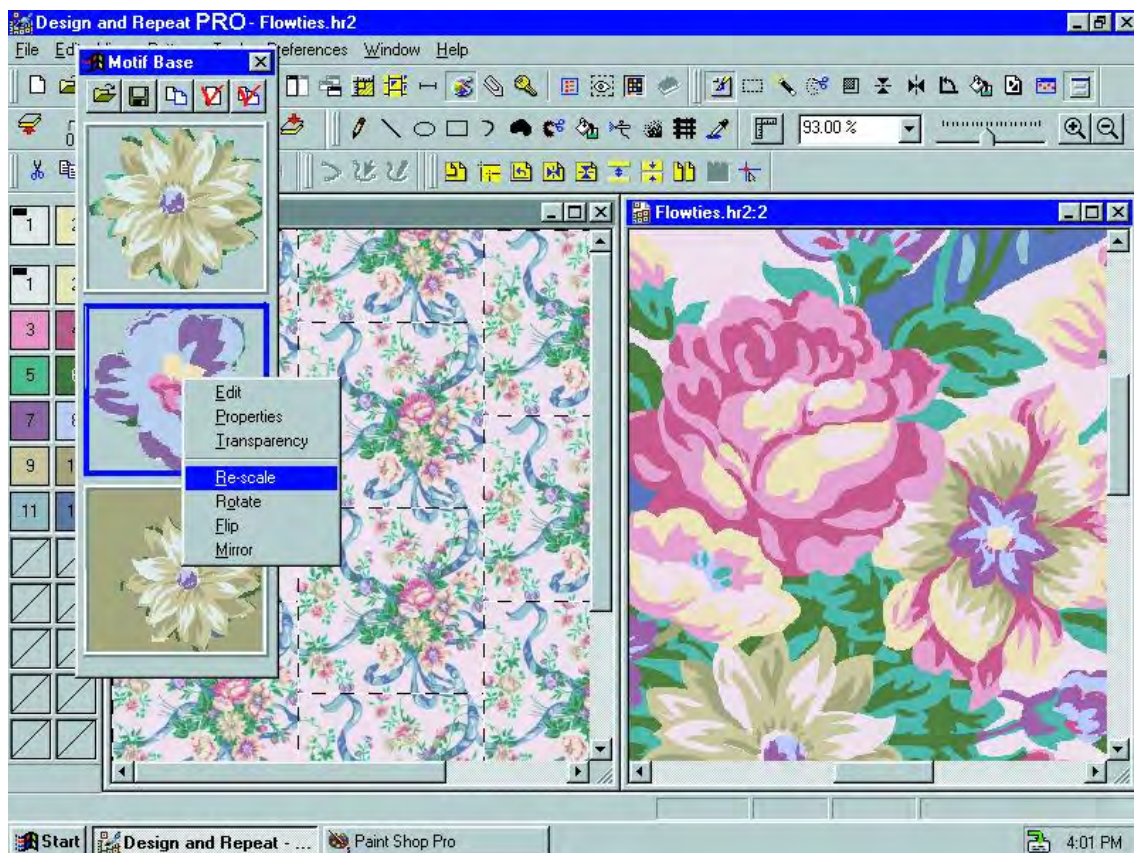 Design and Repeat PRO - Flowties.hr2
File Preferences Window Help
Motif Base
93.00 %
Flowties.hr2:2
1
1
3
5
7
9
11
Edit
Properties
Transparency
Re-scale
Rotate
Flip
Mirror
Start Design and Repeat - ... Paint Shop Pro 4:01 PM